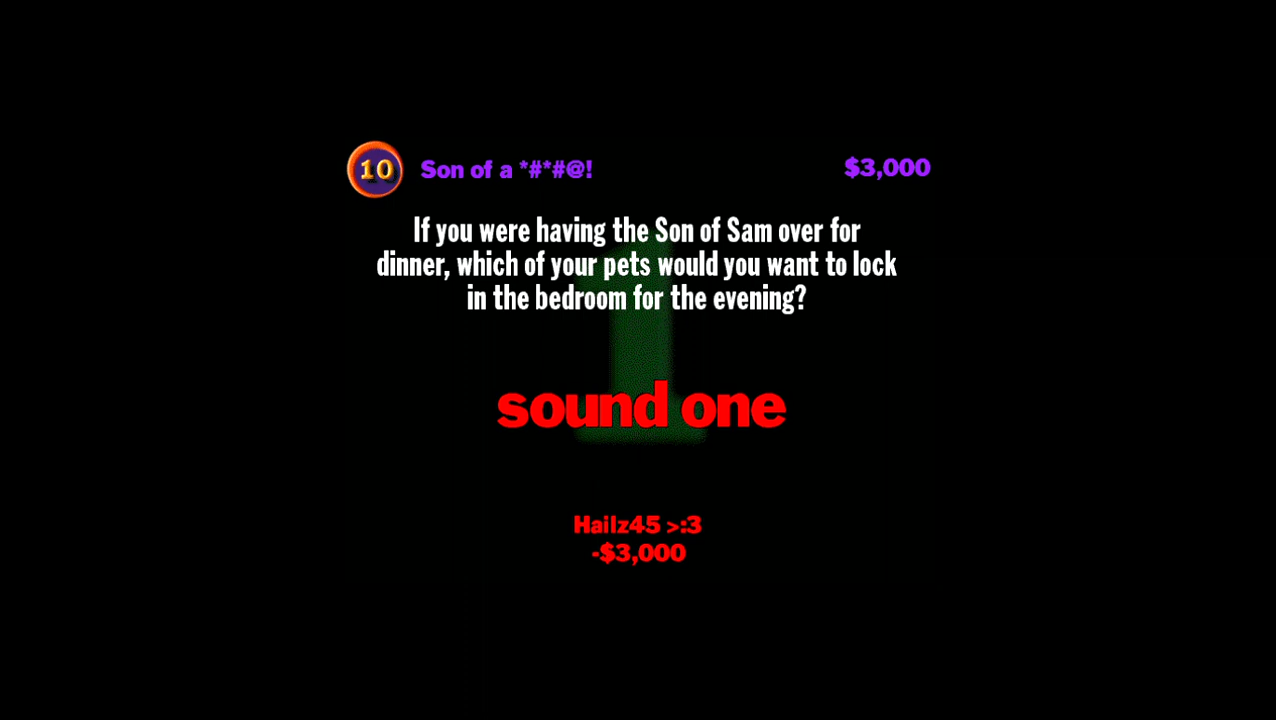 10 Son of a *#*#@! $3,000
If you were having the Son of Sam over for
dinner, which of your pets would you want to lock
in the bedroom for the evening?
1
sound one
Hailz45 >:3
-$3,000